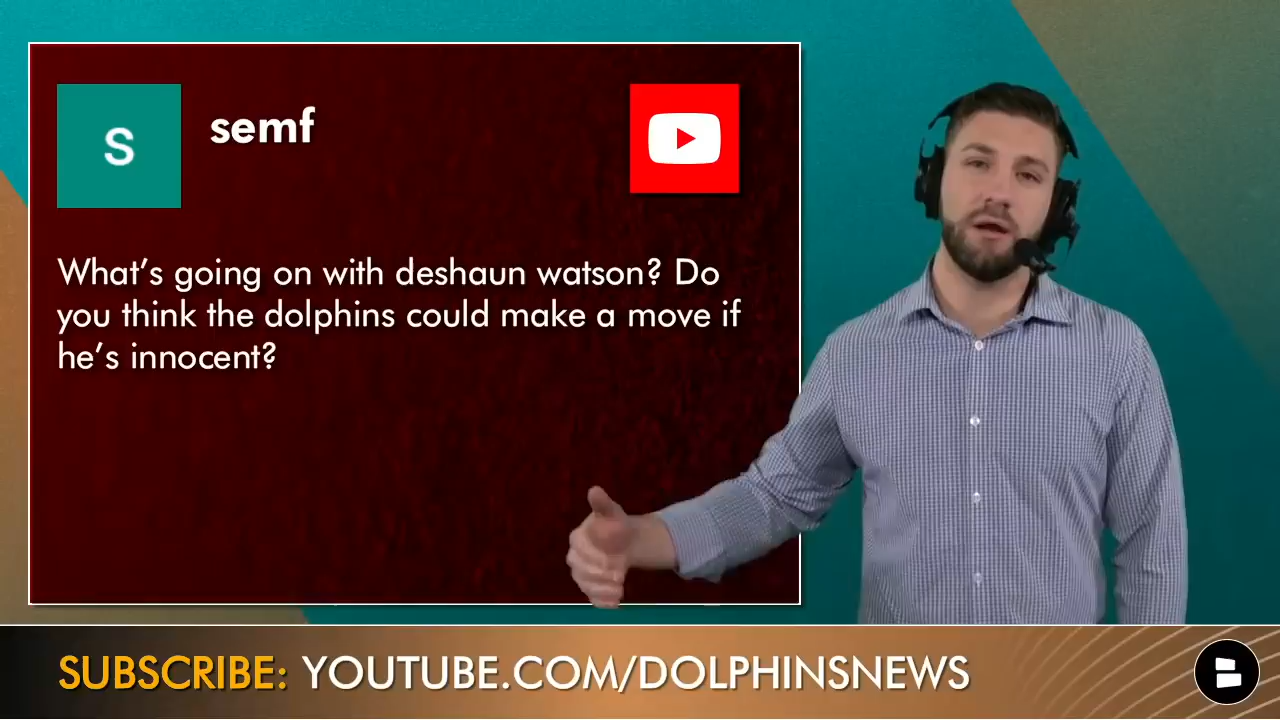 S
semf
What's going on with deshaun watson? Do
you think the dolphins could make a move if
he's innocent?
SUBSCRIBE: YOUTUBE.COM/DOLPHINSNEWS